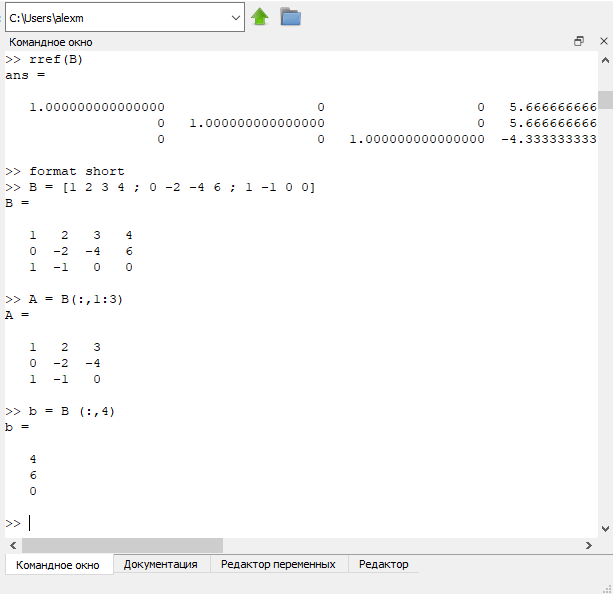 C:\Users\alexm
Командное окно
>> rref(B)
ans =
1.000000000000000 0 0 5.666666666
0 1.000000000000000 0 5.666666666
0 0 1.000000000000000 -4.333333333
>> format short
>> B = [1 2 3 4 ; 0 -2 -4 6 ; 1 -1 0 0]
B =
1 2 3 4
0 -2 -4 6
1 -1 0 0
>> A = B(:,1:3)
A =
1 2 3
0 -2 -4
1 -1 0
>> b = B (:,4)
b =
4
6
0
>>
Командное окно Документация Редактор переменных Редактор